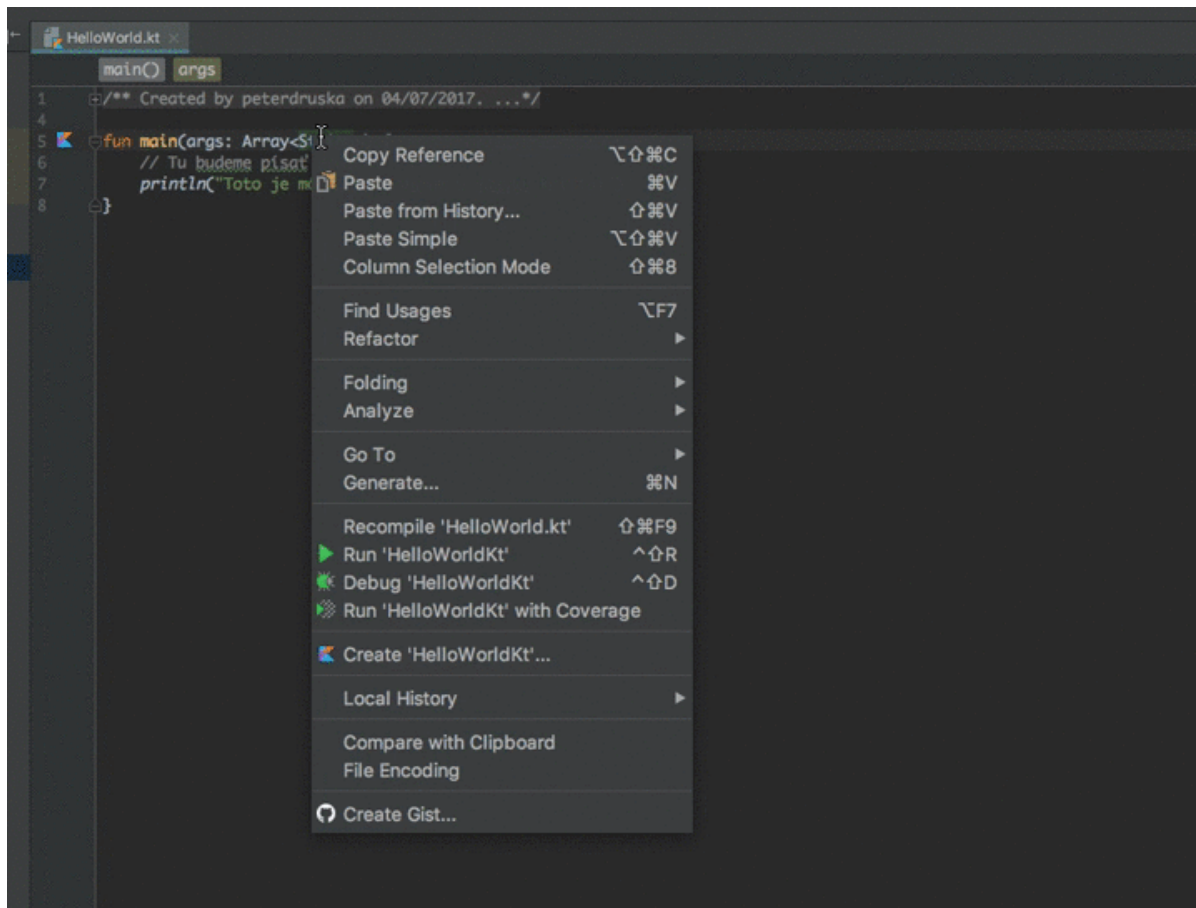 HelloWorld.kt
main() args
1 /** Created by peterdruska on 04/07/2017. ...*/
4
5 fun main(args: Array<St
6 // Tu budeme písať
7 println("Toto je
8 }
Copy Reference ⌥⇧⌘C
Paste ⌘V
Paste from History... ⇧⌘V
Paste Simple ⌥⇧⌘V
Column Selection Mode ⇧⌘8
Find Usages ⌥F7
Refactor
Folding
Analyze
Go To
Generate... ⌘N
Recompile 'HelloWorld.kt' ⇧⌘F9
Run 'HelloWorldKt' ^⇧R
Debug 'HelloWorldKt' ^⇧D
Run 'HelloWorldKt' with Coverage
Create 'HelloWorldKt'...
Local History
Compare with Clipboard
File Encoding
Create Gist...